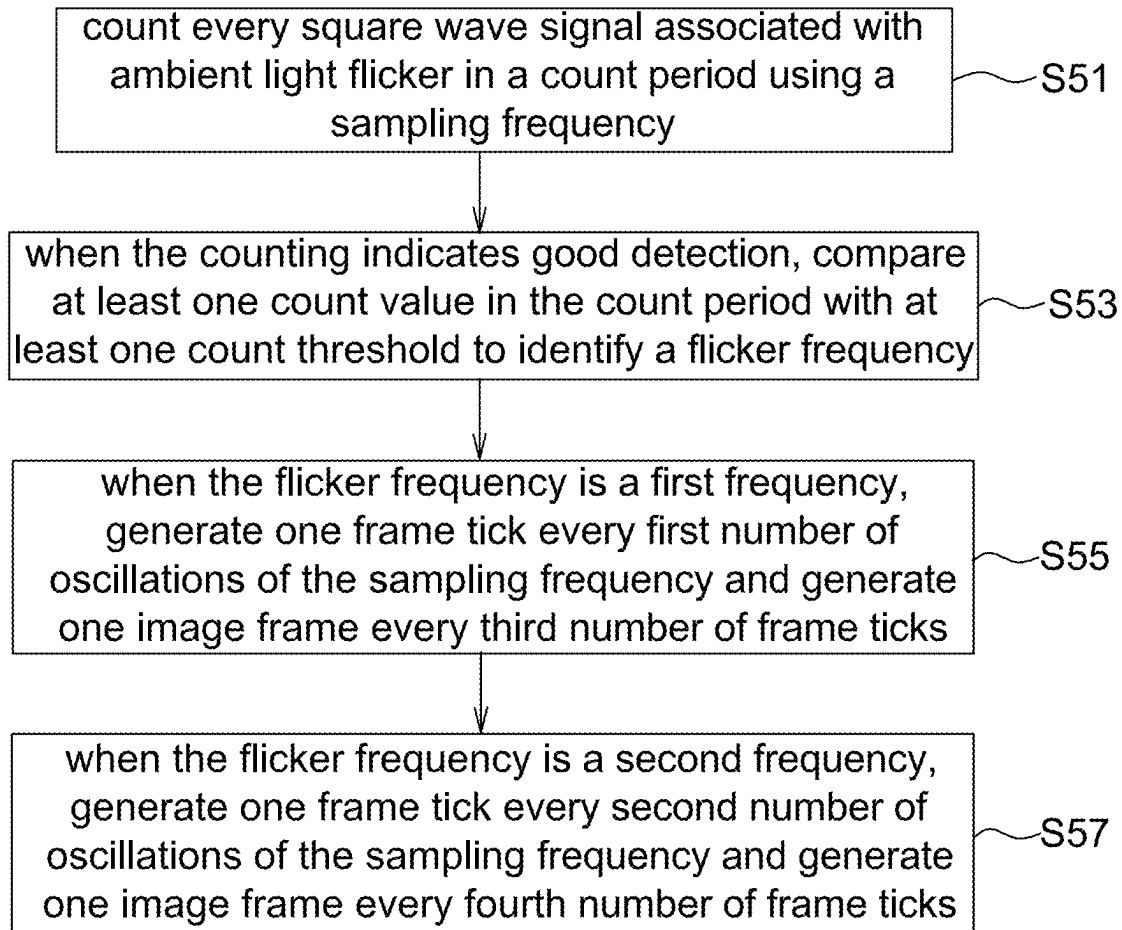 count every square wave signal associated with
ambient light flicker in a count period using a
sampling frequency
S51
when the counting indicates good detection, compare
at least one count value in the count period with at
least one count threshold to identify a flicker frequency
S53
when the flicker frequency is a first frequency,
generate one frame tick every first number of
oscillations of the sampling frequency and generate
one image frame every third number of frame ticks
S55
when the flicker frequency is a second frequency,
generate one frame tick every second number of
oscillations of the sampling frequency and generate
one image frame every fourth number of frame ticks
S57